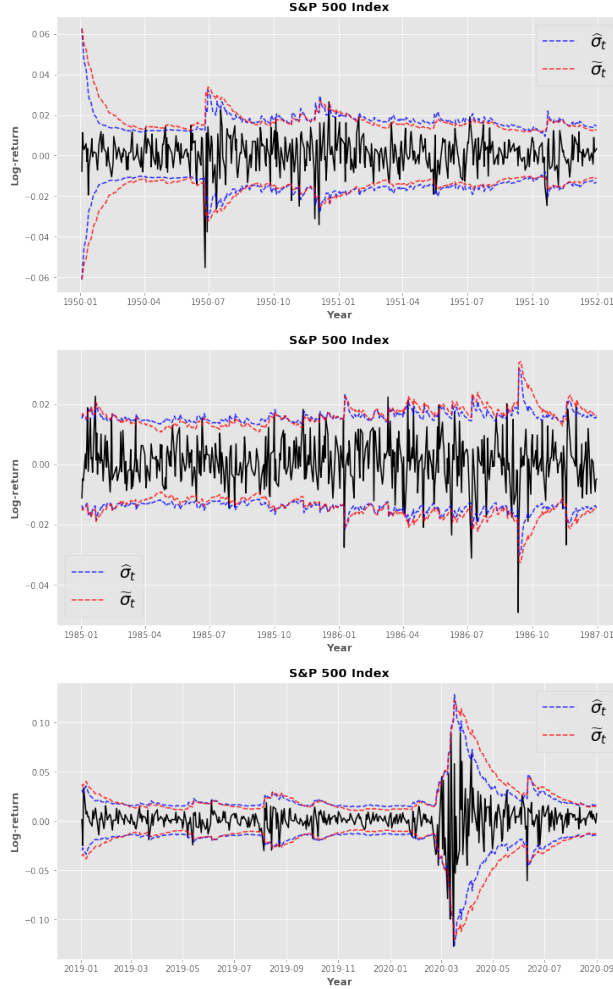 S&P 500 Index
0.06
0.04
0.02
0.00
−0.02
−0.04
−0.06
Log-return
σ̂t
σ̃t
1950-01 1950-04 1950-07 1950-10 1951-01 1951-04 1951-07 1951-10 1952-01
Year
S&P 500 Index
0.02
0.00
−0.02
−0.04
Log-return
σ̂t
σ̃t
1985-01 1985-04 1985-07 1985-10 1986-01 1986-04 1986-07 1986-10 1987-01
Year
S&P 500 Index
0.10
0.05
0.00
−0.05
−0.10
Log-return
σ̂t
σ̃t
2019-01 2019-03 2019-05 2019-07 2019-09 2019-11 2020-01 2020-03 2020-05 2020-07 2020-09
Year